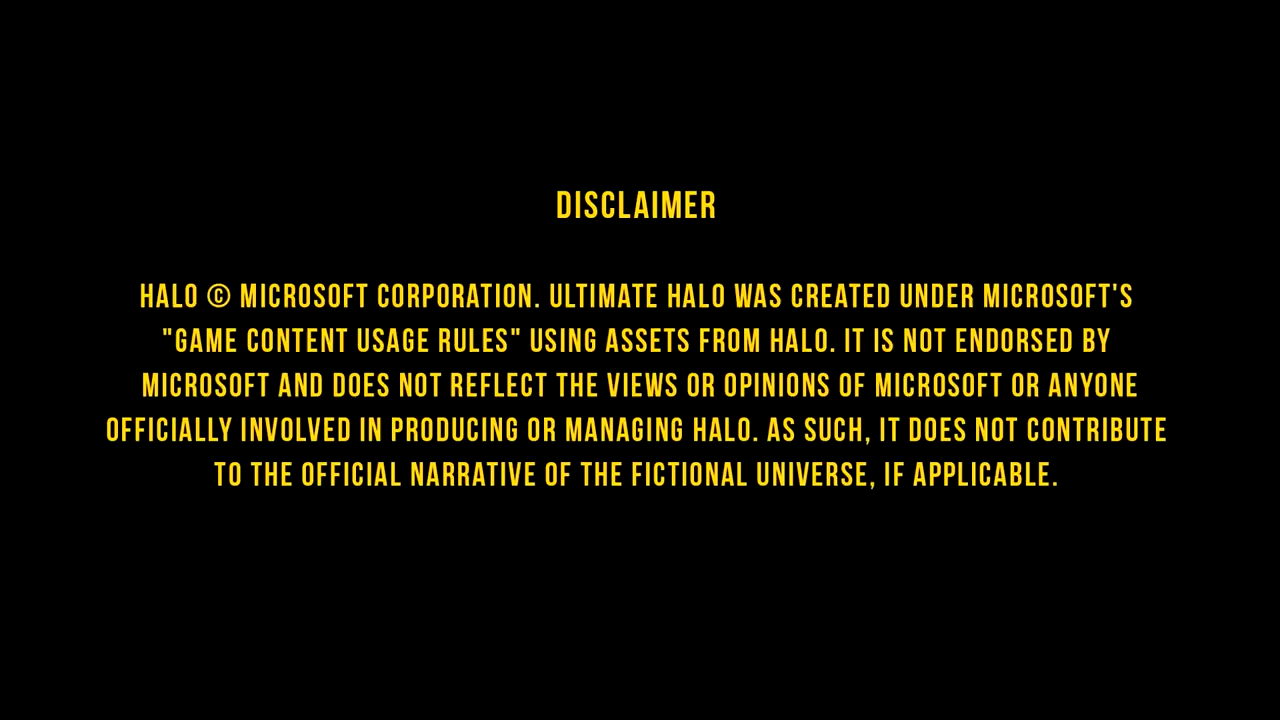 DISCLAIMER
HALO © MICROSOFT CORPORATION. ULTIMATE HALO WAS CREATED UNDER MICROSOFT'S
"GAME CONTENT USAGE RULES" USING ASSETS FROM HALO. IT IS NOT ENDORSED BY
MICROSOFT AND DOES NOT REFLECT THE VIEWS OR OPINIONS OF MICROSOFT OR ANYONE
OFFICIALLY INVOLVED IN PRODUCING OR MANAGING HALO. AS SUCH, IT DOES NOT CONTRIBUTE
TO THE OFFICIAL NARRATIVE OF THE FICTIONAL UNIVERSE, IF APPLICABLE.